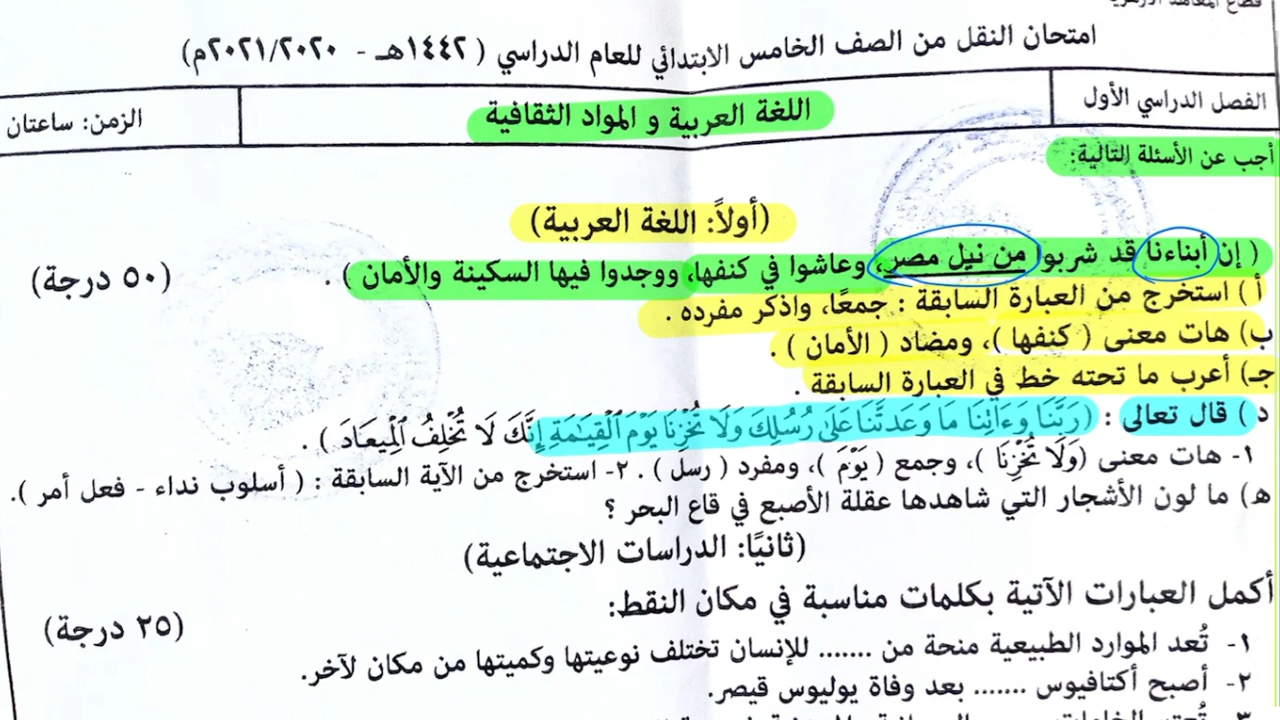 امتحان النقل من الصف الخامس الابتدائي للعام الدراسي ( ١٤٤٢هـ - ٢٠٢١/٢٠٢٠م)
الفصل الدراسي الأول
اللغة العربية و المواد الثقافية
الزمن: ساعتان
أجب عن الأسئلة التالية:
(أولاً: اللغة العربية)
( إن أبناءنا قد شربوا من نيل مصر، وعاشوا في كنفها، ووجدوا فيها السكينة والأمان ) .
(٥٠ درجة)
أ ) استخرج من العبارة السابقة : جمعًا، واذكر مفرده .
ب) هات معنى ( كنفها )، ومضاد ( الأمان ) .
جـ) أعرب ما تحته خط في العبارة السابقة .
د ) قال تعالى : ( رَبَّنَا وَءَاتِنَا مَا وَعَدتَّنَا عَلَىٰ رُسُلِكَ وَلَا تُخْزِنَا يَوْمَ ٱلْقِيَٰمَةِ إِنَّكَ لَا تُخْلِفُ ٱلْمِيعَادَ ) .
١- هات معنى (وَلَا تُخْزِنَا )، وجمع ( يَوْمَ )، ومفرد ( رسل ) . ٢- استخرج من الآية السابقة : ( أسلوب نداء - فعل أمر ).
هـ) ما لون الأشجار التي شاهدها عقلة الأصبع في قاع البحر ؟
(ثانيًا: الدراسات الاجتماعية)
أكمل العبارات الآتية بكلمات مناسبة في مكان النقط:
(٢٥ درجة)
١- تُعد الموارد الطبيعية منحة من ....... للإنسان تختلف نوعيتها وكميتها من مكان لآخر.
٢- أصبح أكتافيوس ....... بعد وفاة يوليوس قيصر.